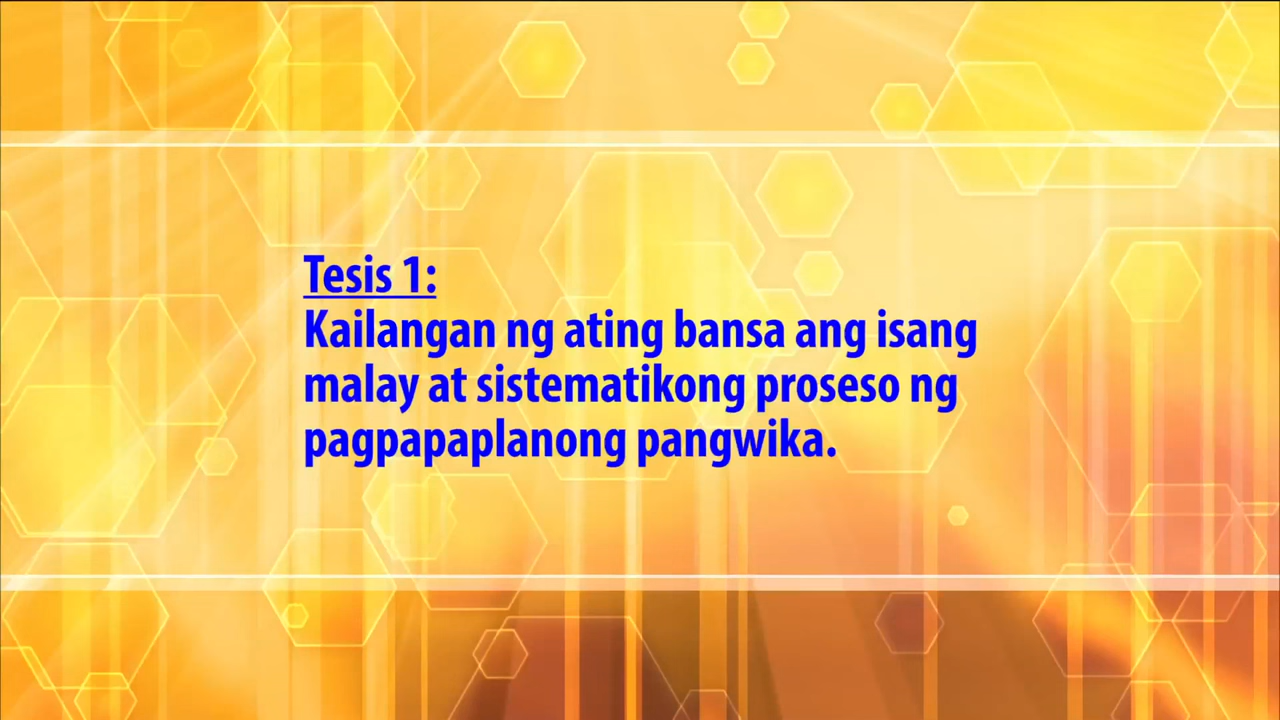 Tesis 1:
Kailangan ng ating bansa ang isang
malay at sistematikong proseso ng
pagpapaplanong pangwika.